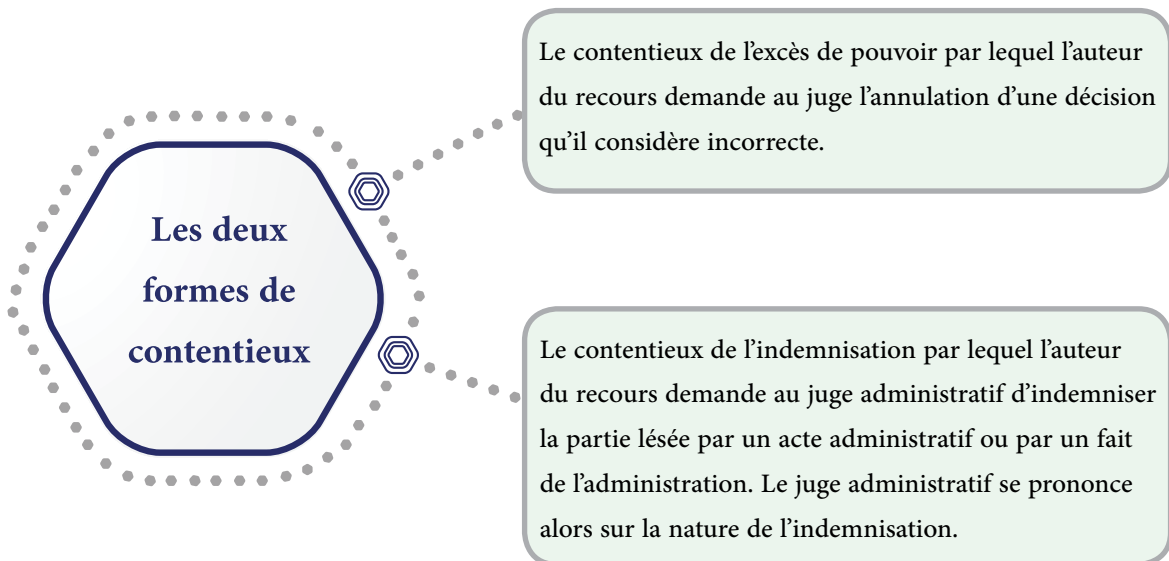 Les deux
formes de
contentieux
Le contentieux de l’excès de pouvoir par lequel l’auteur
du recours demande au juge l’annulation d’une décision
qu’il considère incorrecte.
Le contentieux de l’indemnisation par lequel l’auteur
du recours demande au juge administratif d’indemniser
la partie lésée par un acte administratif ou par un fait
de l’administration. Le juge administratif se prononce
alors sur la nature de l’indemnisation.